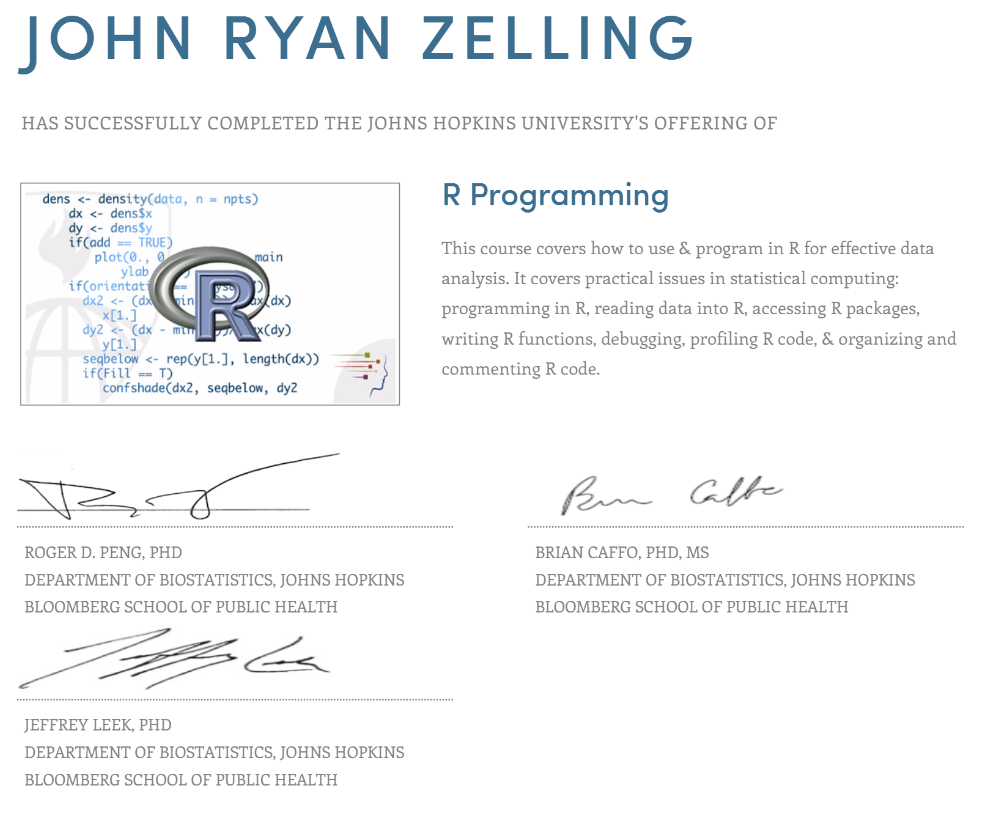 JOHN RYAN ZELLING
HAS SUCCESSFULLY COMPLETED THE JOHNS HOPKINS UNIVERSITY'S OFFERING OF
dens <- density(data, n = npts)
dx <- dens$x
dy <- dens$y
if(add == TRUE)
plot(0., 0 main
ylab
if(orientati ==
dx2 <- (dx min ax(dx)
x[1.]
dy2 <- (dx - min x(dy)
y[1.]
seqbelow <- rep(y[1.], length(dx))
if(Fill == T)
confshade(dx2, seqbelow, dy2
R
R Programming
This course covers how to use & program in R for effective data
analysis. It covers practical issues in statistical computing:
programming in R, reading data into R, accessing R packages,
writing R functions, debugging, profiling R code, & organizing and
commenting R code.
Brian Caffo
ROGER D. PENG, PHD
DEPARTMENT OF BIOSTATISTICS, JOHNS HOPKINS
BLOOMBERG SCHOOL OF PUBLIC HEALTH
BRIAN CAFFO, PHD, MS
DEPARTMENT OF BIOSTATISTICS, JOHNS HOPKINS
BLOOMBERG SCHOOL OF PUBLIC HEALTH
JEFFREY LEEK, PHD
DEPARTMENT OF BIOSTATISTICS, JOHNS HOPKINS
BLOOMBERG SCHOOL OF PUBLIC HEALTH